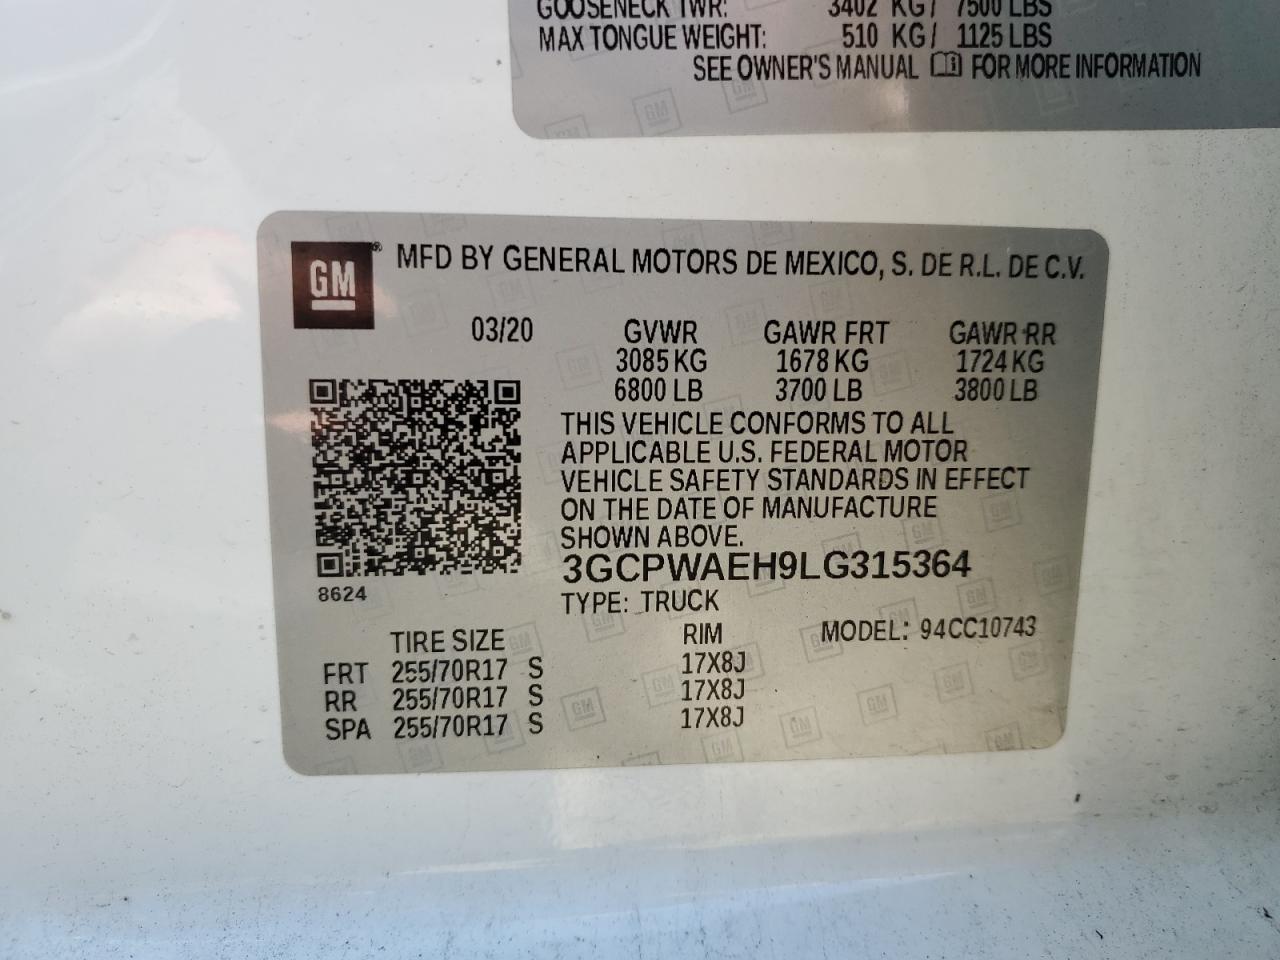 GOOSENECK TWR: 3402 KG/ 7500 LBS
MAX TONGUE WEIGHT: 510 KG/ 1125 LBS
SEE OWNER'S MANUAL FOR MORE INFORMATION
GM® MFD BY GENERAL MOTORS DE MEXICO, S. DE R.L. DE C.V.
03/20 GVWR GAWR FRT GAWR RR
3085 KG 1678 KG 1724 KG
6800 LB 3700 LB 3800 LB
THIS VEHICLE CONFORMS TO ALL
APPLICABLE U.S. FEDERAL MOTOR
VEHICLE SAFETY STANDARDS IN EFFECT
ON THE DATE OF MANUFACTURE
SHOWN ABOVE.
3GCPWAEH9LG315364
8624
TYPE: TRUCK
TIRE SIZE RIM MODEL: 94CC10743
FRT 255/70R17 S 17X8J
RR 255/70R17 S 17X8J
SPA 255/70R17 S 17X8J